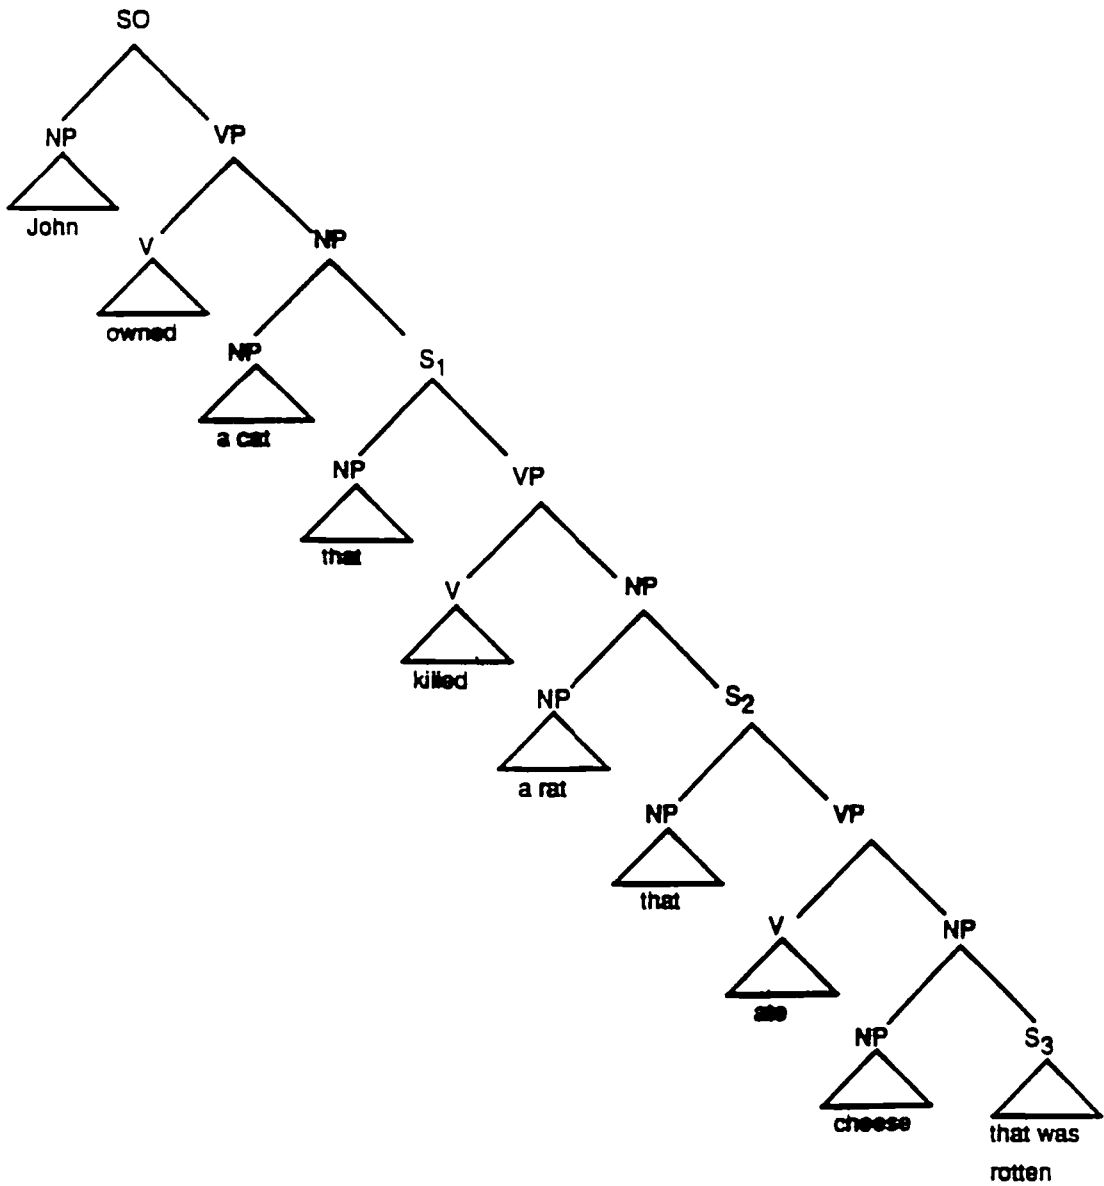 SO
NP VP
John
V NP
owned
NP S1
a cat
NP VP
that
V NP
killed
NP S2
a rat
NP VP
that
V NP
ate
NP S3
cheese
that was
rotten